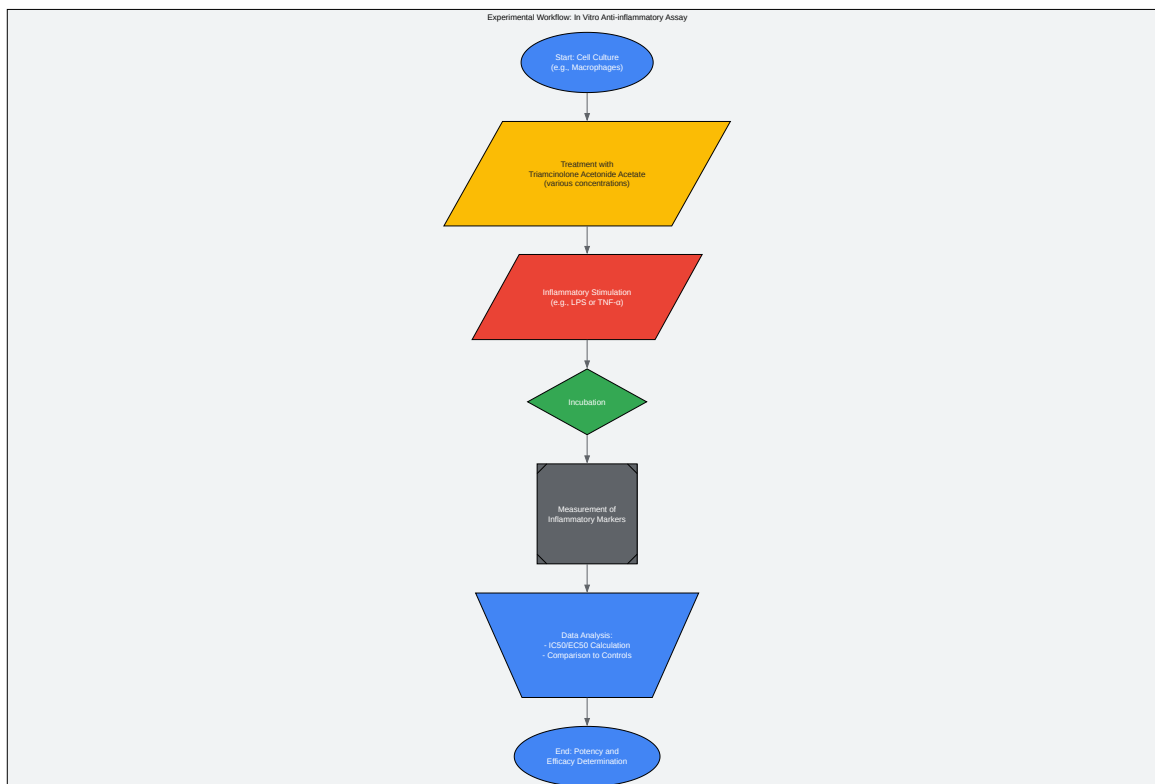 Experimental Workflow: In Vitro Anti-inflammatory Assay
Start: Cell Culture
(e.g., Macrophages)
Treatment with
Triamcinolone Acetonide Acetate
(various concentrations)
Inflammatory Stimulation
(e.g., LPS or TNF-α)
Incubation
Measurement of
Inflammatory Markers
Data Analysis:
- IC50/EC50 Calculation
- Comparison to Controls
End: Potency and
Efficacy Determination